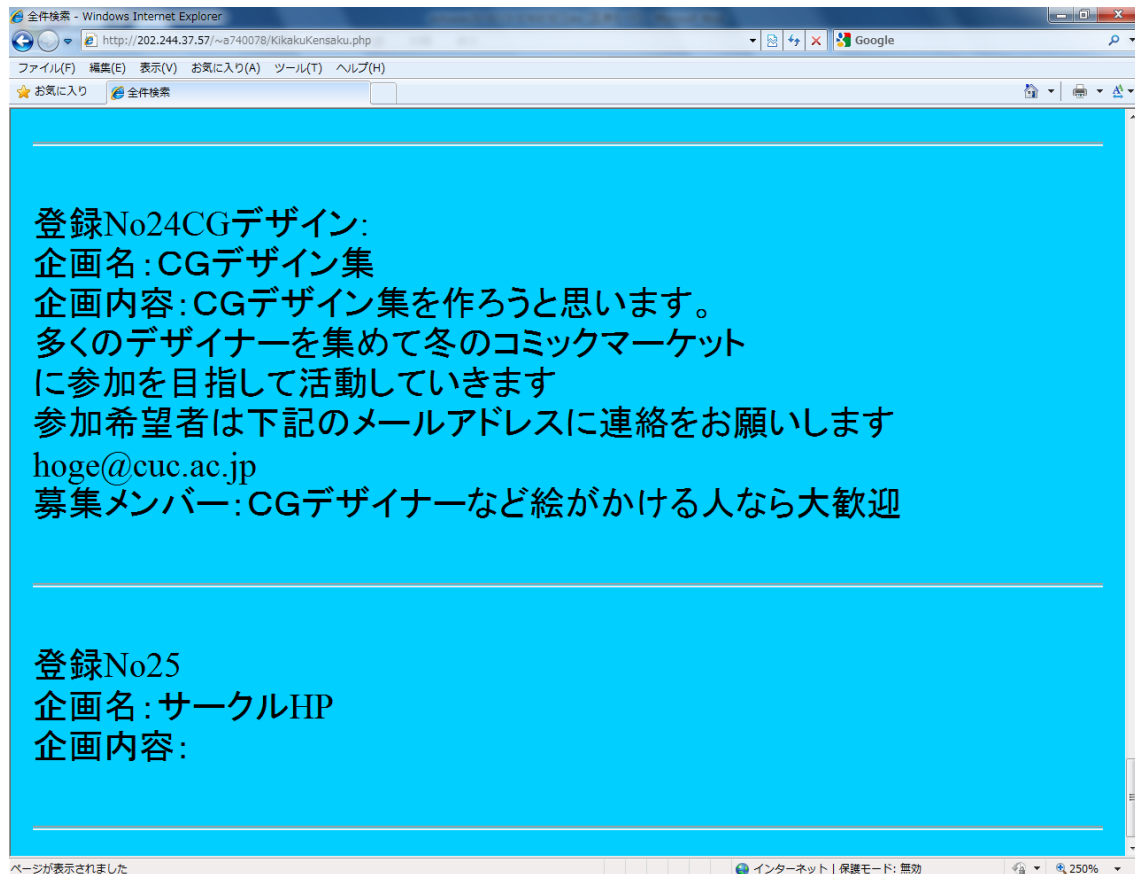 全件検索 - Windows Internet Explorer
http://202.244.37.57/~a740078/KikakuKensaku.php
Google
ファイル(F) 編集(E) 表示(V) お気に入り(A) ツール(T) ヘルプ(H)
お気に入り 全件検索
登録No24CGデザイン:
企画名:CGデザイン集
企画内容:CGデザイン集を作ろうと思います。
多くのデザイナーを集めて冬のコミックマーケット
に参加を目指して活動していきます
参加希望者は下記のメールアドレスに連絡をお願いします
hoge@cuc.ac.jp
募集メンバー:CGデザイナーなど絵がかける人なら大歓迎
登録No25
企画名:サークルHP
企画内容:
ページが表示されました インターネット | 保護モード: 無効 250%